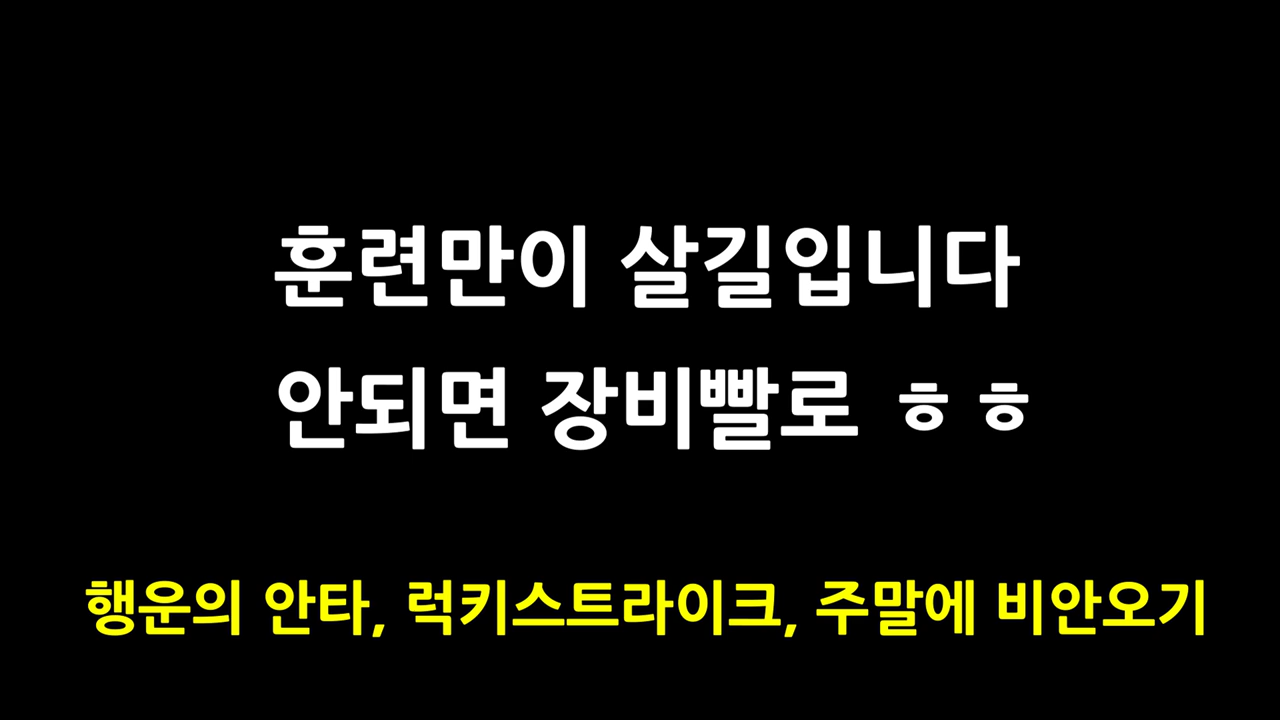 훈련만이 살길입니다
안되면 장비빨로 ㅎㅎ
행운의 안타, 럭키스트라이크, 주말에 비안오기